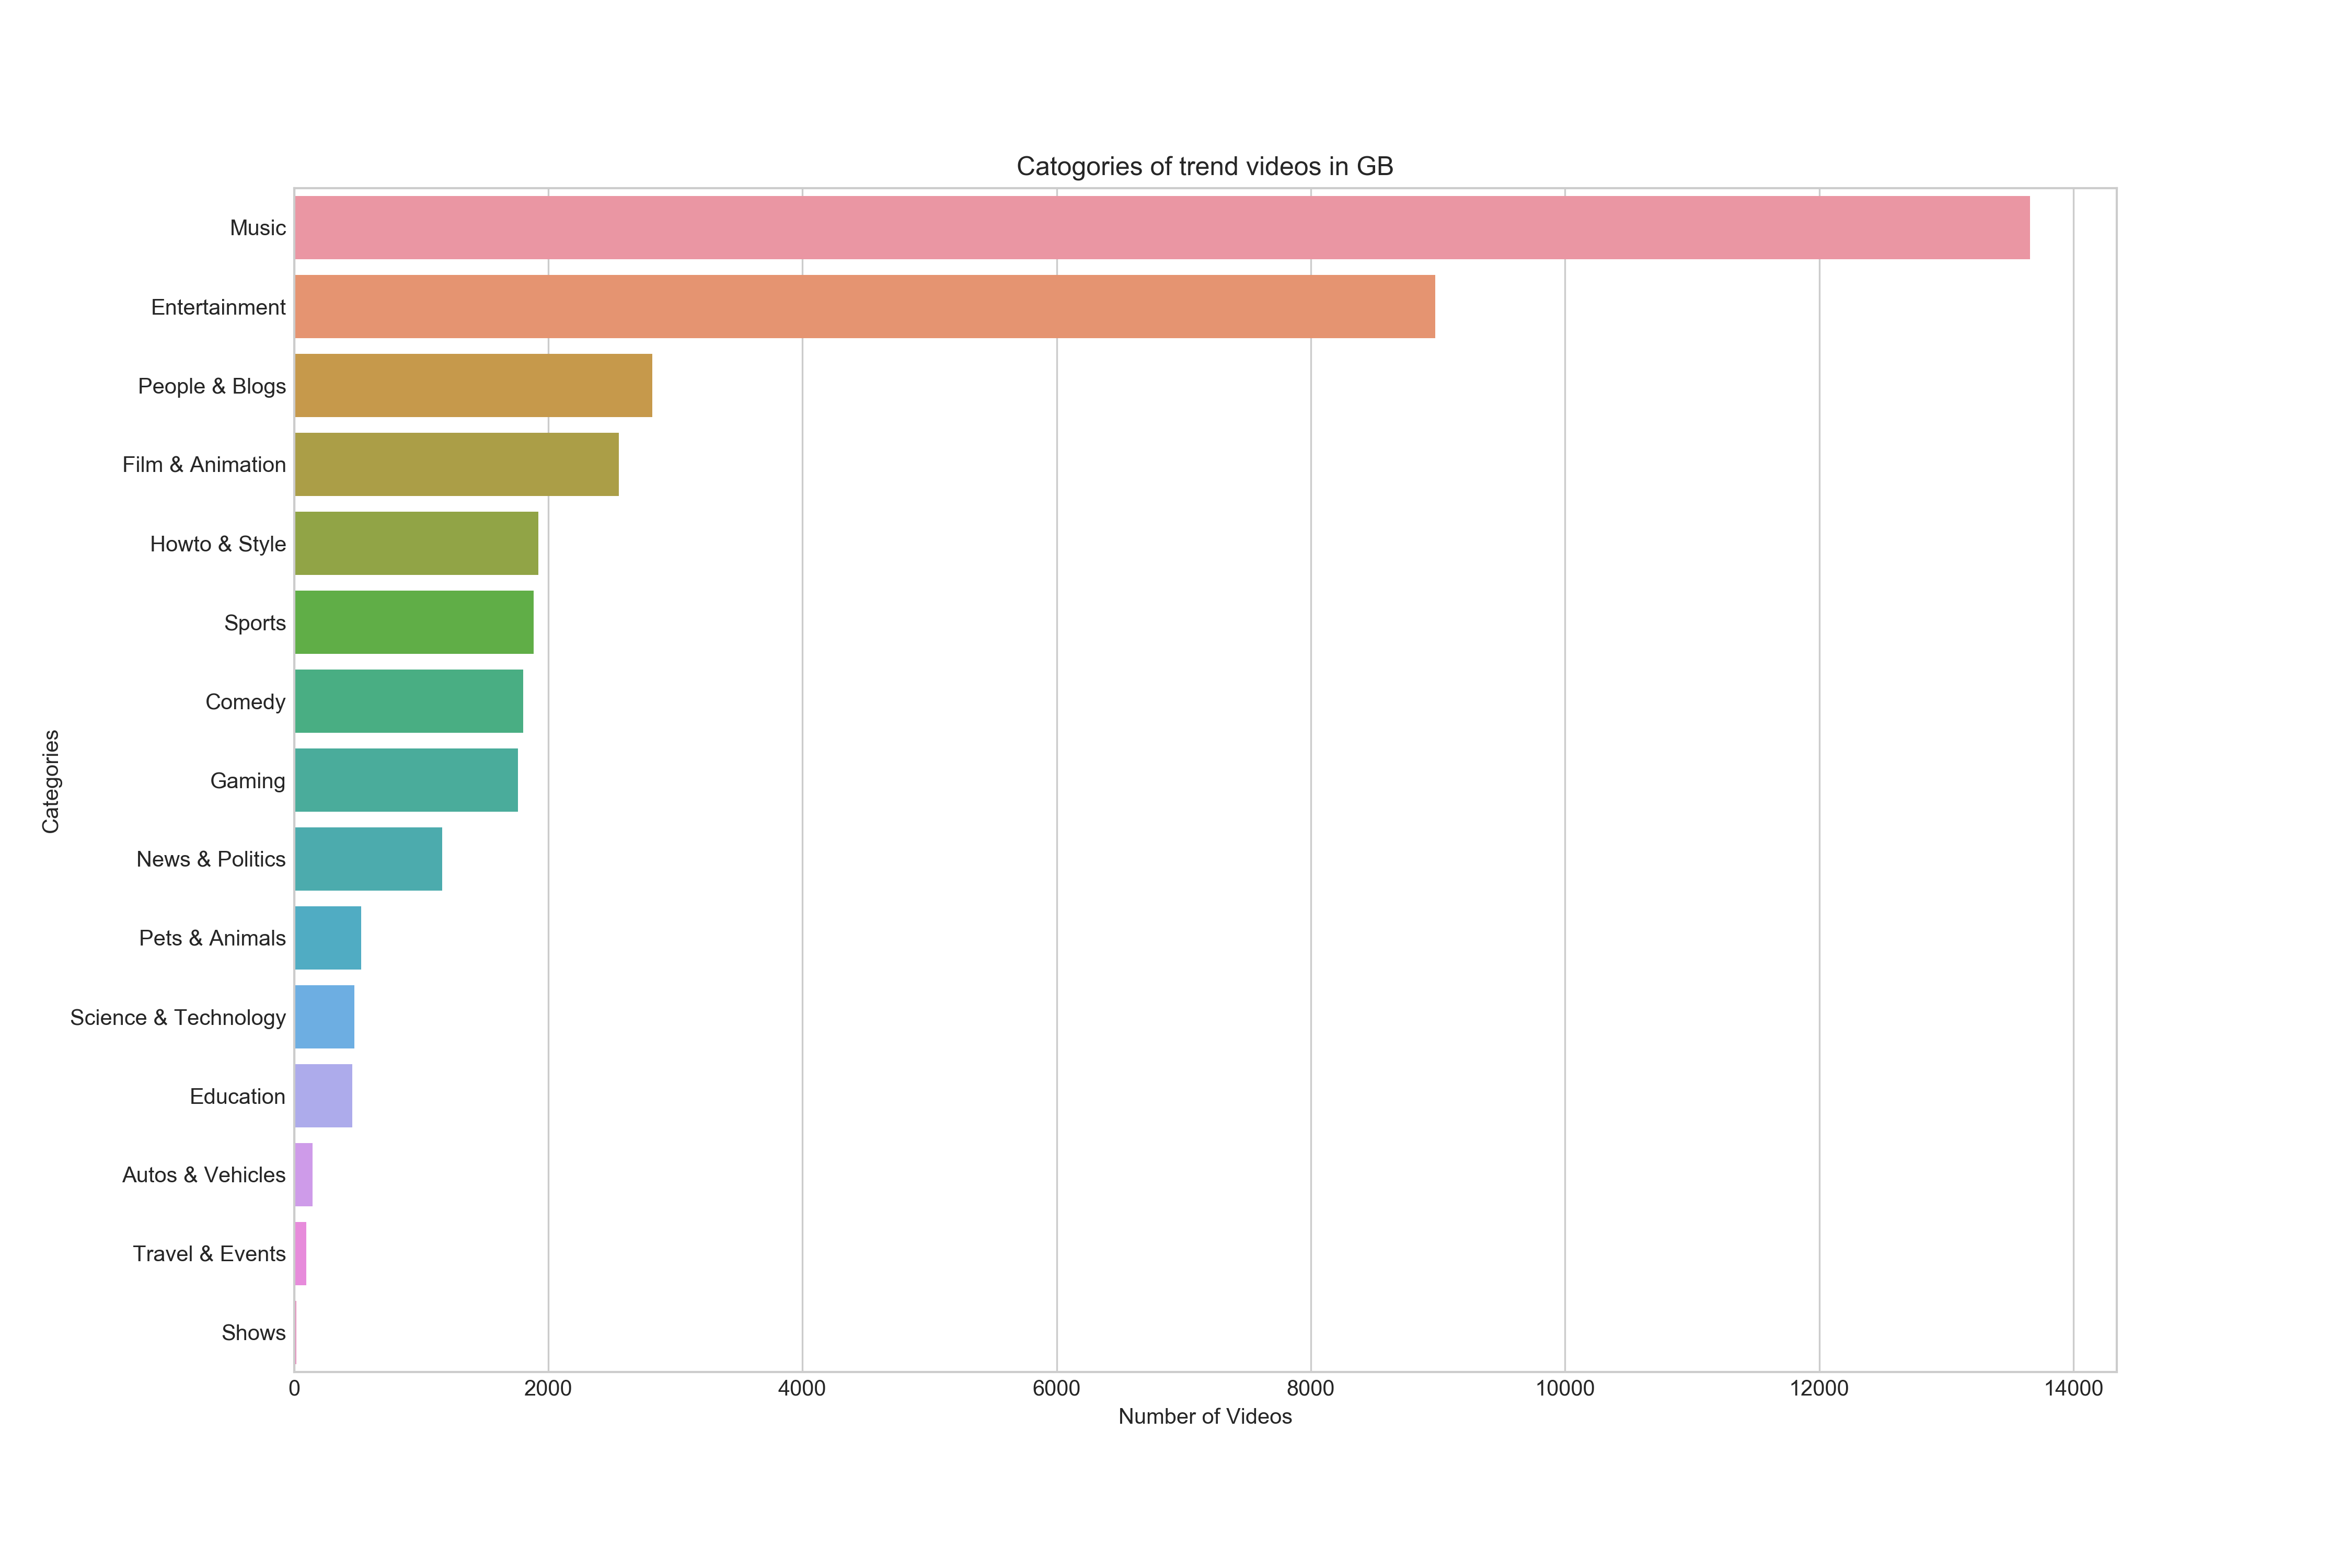 Catogories of trend videos in GB
Categories
Music
Entertainment
People & Blogs
Film & Animation
Howto & Style
Sports
Comedy
Gaming
News & Politics
Pets & Animals
Science & Technology
Education
Autos & Vehicles
Travel & Events
Shows
0 2000 4000 6000 8000 10000 12000 14000
Number of Videos